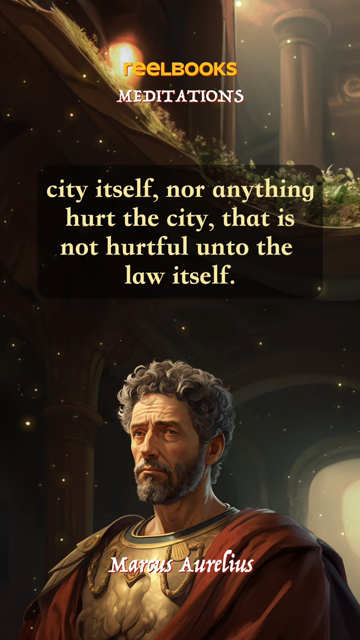 reelbooks
MEDITATIONS
city itself, nor anything
hurt the city, that is
not hurtful unto the
law itself.
Marcus Aurelius